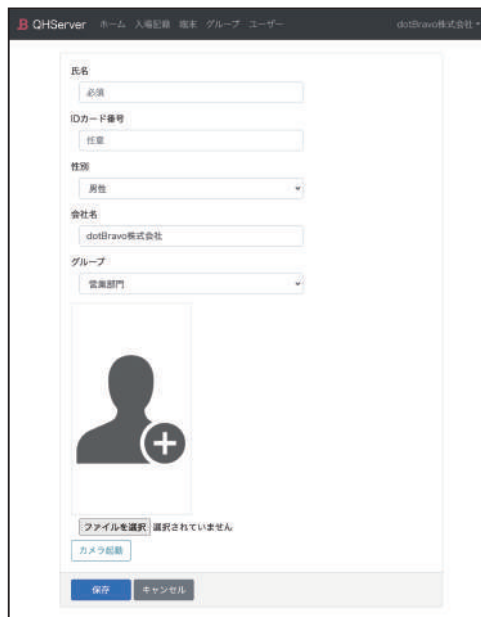 B QHServer ホーム 入場記録 端末 グループ ユーザー dotBravo株式会社
氏名
必須
IDカード番号
任意
性別
男性
会社名
dotBravo株式会社
グループ
営業部門
ファイルを選択 選択されていません
カメラ起動
保存 キャンセル